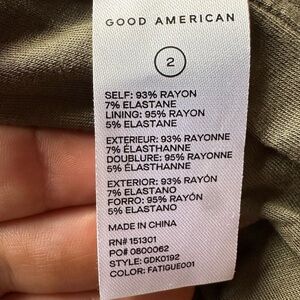 GOOD AMERICAN
2
SELF: 93% RAYON
7% ELASTANE
LINING: 95% RAYON
5% ELASTANE
EXTERIEUR: 93% RAYONNE
7% ÉLASTHANNE
DOUBLURE: 95% RAYONNE
5% ÉLASTHANNE
EXTERIOR: 93% RAYÓN
7% ELASTANO
FORRO: 95% RAYÓN
5% ELASTANO
MADE IN CHINA
RN# 151301
PO# 0800062
STYLE: GDK0192
COLOR: FATIGUE001